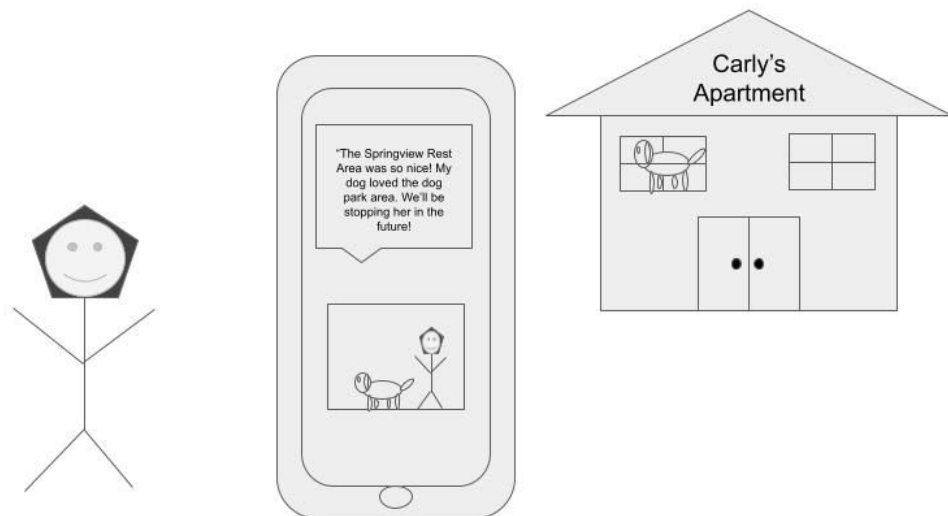 Carly's
Apartment
"The Springview Rest
Area was so nice! My
dog loved the dog
park area. We'll be
stopping her in the
future!